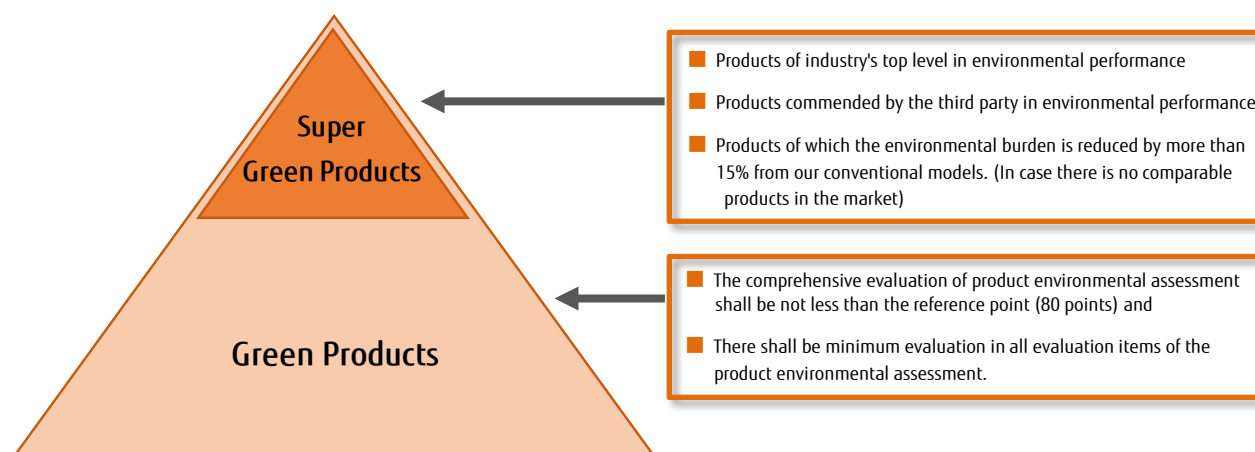 Super
Green Products
Green Products
■ Products of industry's top level in environmental performance
■ Products commended by the third party in environmental performance
■ Products of which the environmental burden is reduced by more than
15% from our conventional models. (In case there is no comparable
products in the market)
■ The comprehensive evaluation of product environmental assessment
shall be not less than the reference point (80 points) and
■ There shall be minimum evaluation in all evaluation items of the
product environmental assessment.